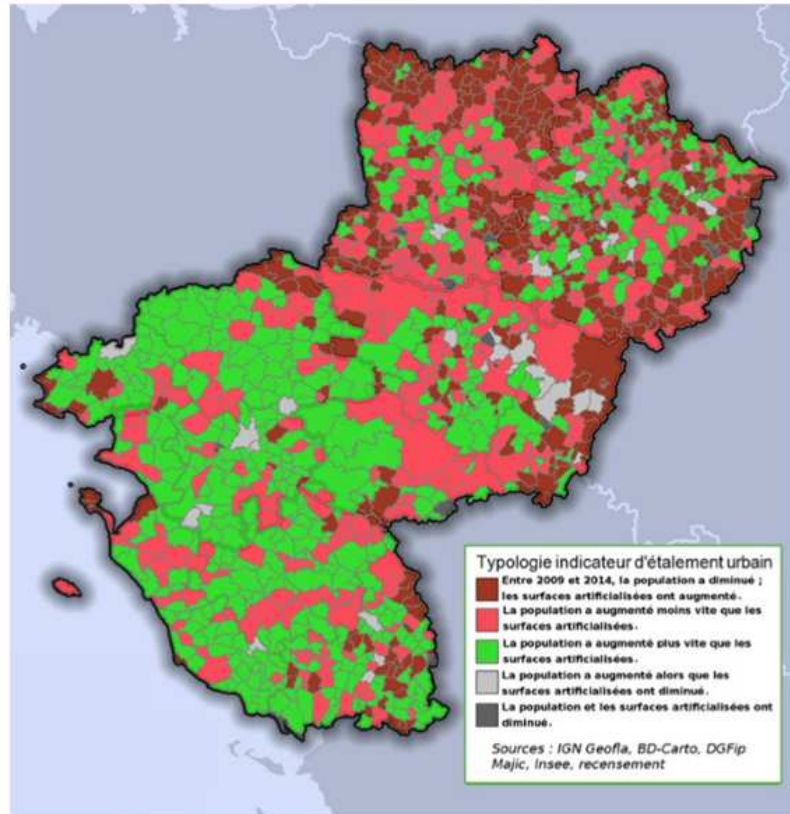 Typologie indicateur d'étalement urbain
Entre 2009 et 2014, la population a diminué ;
les surfaces artificialisées ont augmenté.
La population a augmenté moins vite que les
surfaces artificialisées.
La population a augmenté plus vite que les
surfaces artificialisées.
La population a augmenté alors que les
surfaces artificialisées ont diminué.
La population et les surfaces artificialisées ont
diminué.
Sources : IGN Geofla, BD-Carto, DGFip
Majic, Insee, recensement